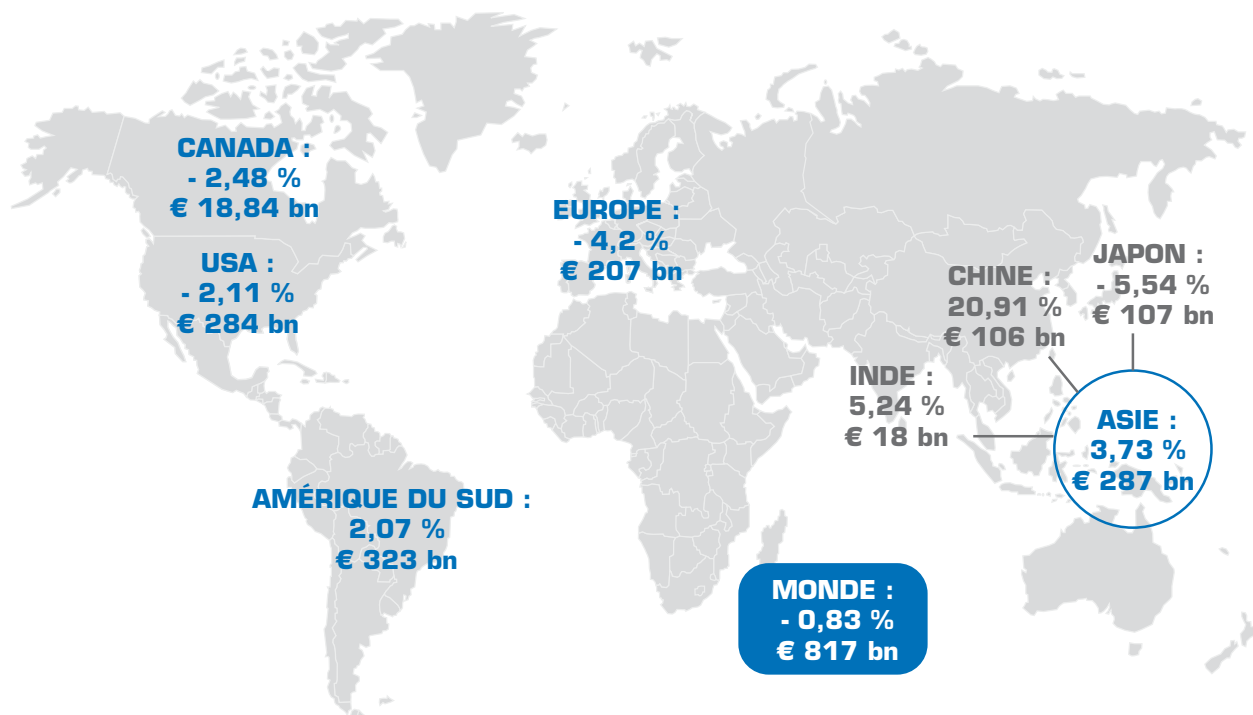 CANADA :
- 2,48 %
€ 18,84 bn
USA :
- 2,11 %
€ 284 bn
AMÉRIQUE DU SUD :
2,07 %
€ 323 bn
EUROPE :
- 4,2 %
€ 207 bn
JAPON :
- 5,54 %
€ 107 bn
CHINE :
20,91 %
€ 106 bn
INDE :
5,24 %
€ 18 bn
ASIE :
3,73 %
€ 287 bn
MONDE :
- 0,83 %
€ 817 bn